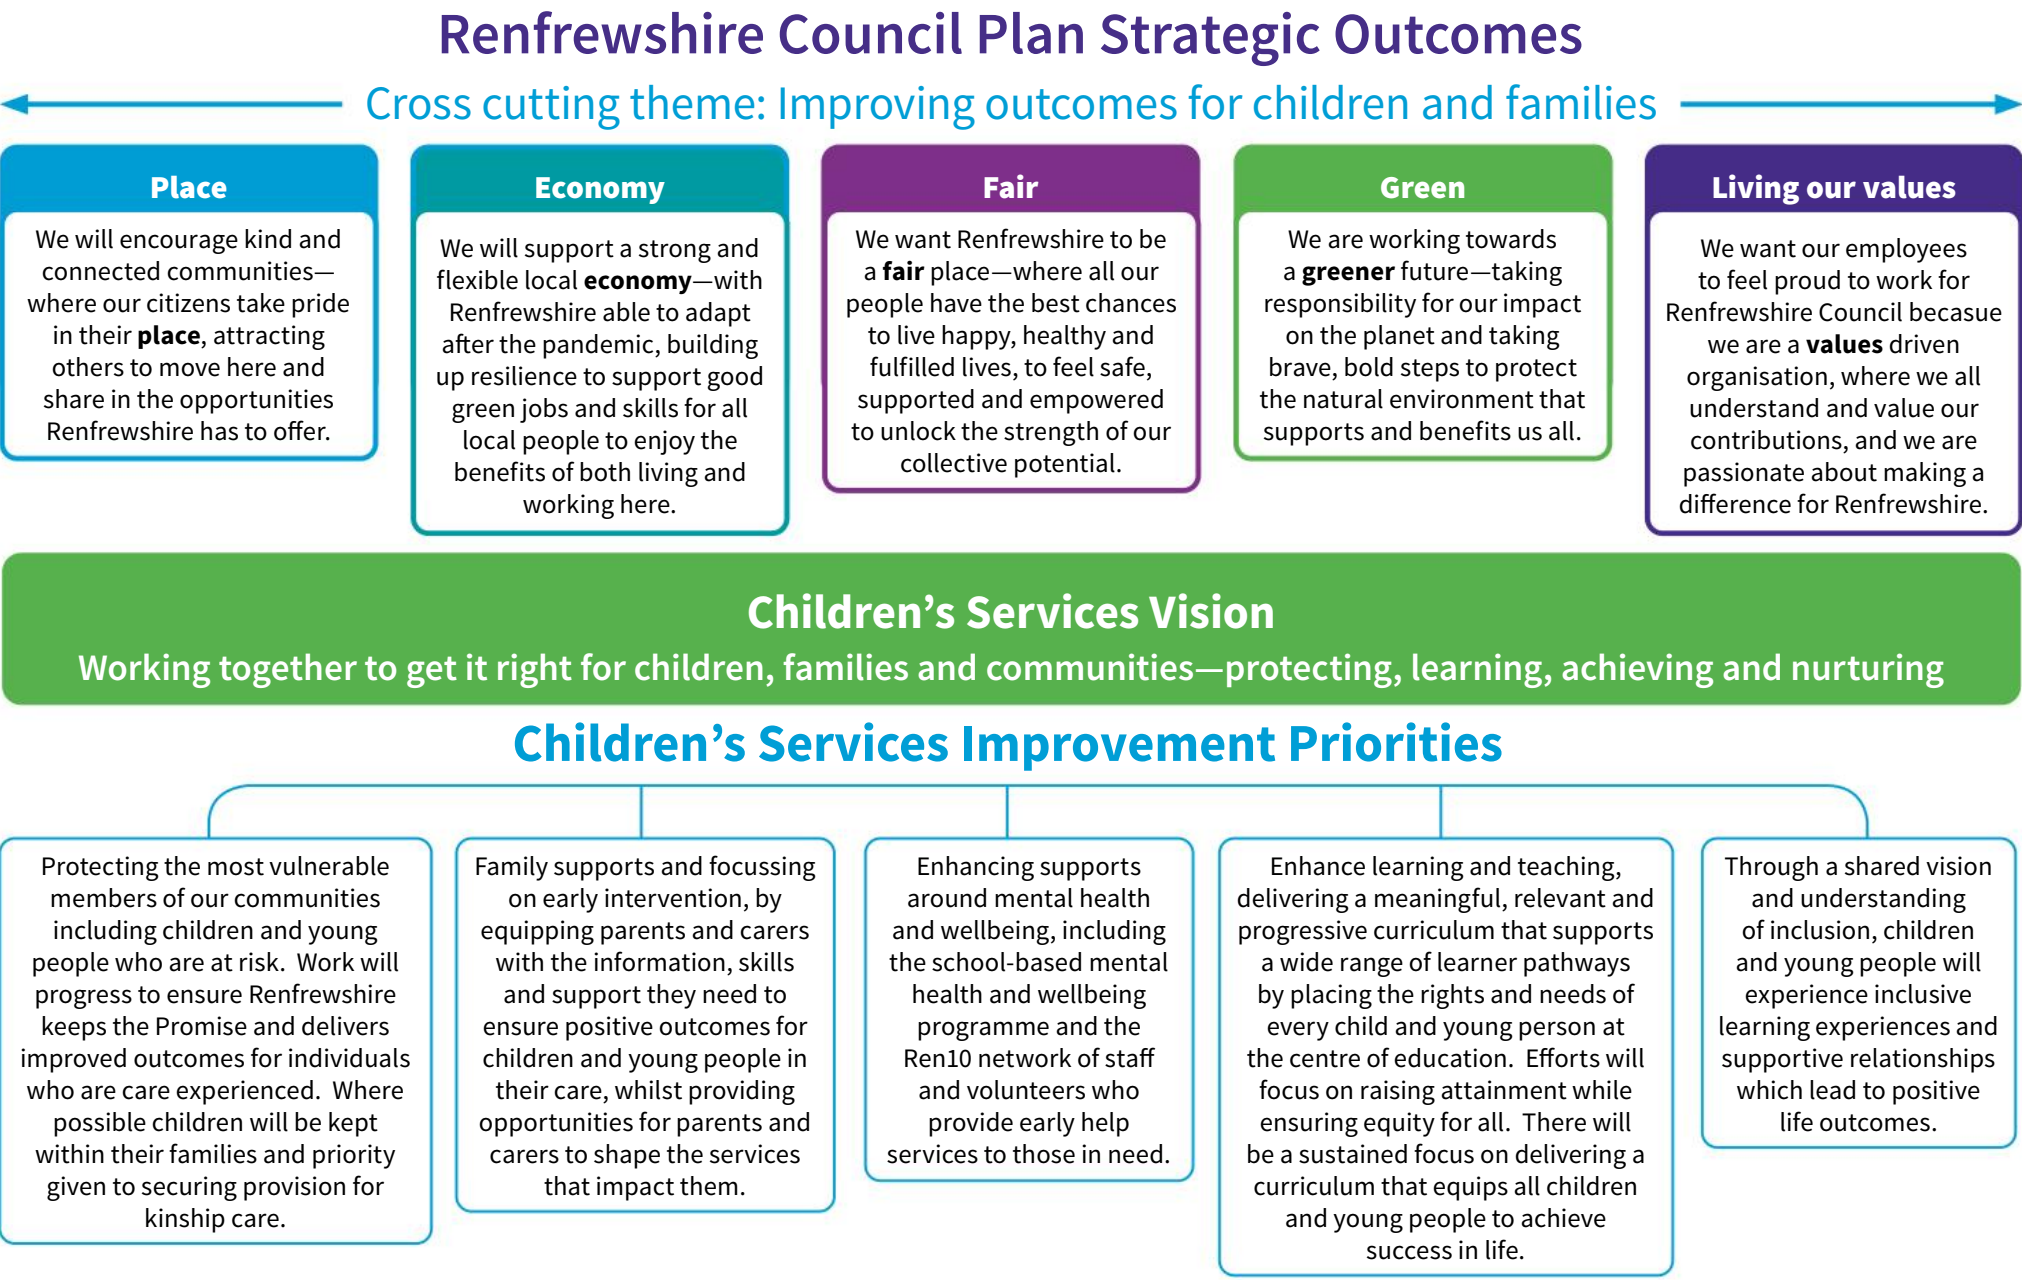 Renfrewshire Council Plan Strategic Outcomes
Cross cutting theme: Improving outcomes for children and families
Place
We will encourage kind and
connected communities—
where our citizens take pride
in their place, attracting
others to move here and
share in the opportunities
Renfrewshire has to offer.
Economy
We will support a strong and
flexible local economy—with
Renfrewshire able to adapt
after the pandemic, building
up resilience to support good
green jobs and skills for all
local people to enjoy the
benefits of both living and
working here.
Fair
We want Renfrewshire to be
a fair place—where all our
people have the best chances
to live happy, healthy and
fulfilled lives, to feel safe,
supported and empowered
to unlock the strength of our
collective potential.
Green
We are working towards
a greener future—taking
responsibility for our impact
on the planet and taking
brave, bold steps to protect
the natural environment that
supports and benefits us all.
Living our values
We want our employees
to feel proud to work for
Renfrewshire Council becasue
we are a values driven
organisation, where we all
understand and value our
contributions, and we are
passionate about making a
difference for Renfrewshire.
Children’s Services Vision
Working together to get it right for children, families and communities—protecting, learning, achieving and nurturing
Children’s Services Improvement Priorities
Protecting the most vulnerable
members of our communities
including children and young
people who are at risk.  Work will
progress to ensure Renfrewshire
keeps the Promise and delivers
improved outcomes for individuals
who are care experienced.  Where
possible children will be kept
within their families and priority
given to securing provision for
kinship care.
Family supports and focussing
on early intervention, by
equipping parents and carers
with the information, skills
and support they need to
ensure positive outcomes for
children and young people in
their care, whilst providing
opportunities for parents and
carers to shape the services
that impact them.
Enhancing supports
around mental health
and wellbeing, including
the school-based mental
health and wellbeing
programme and the
Ren10 network of staff
and volunteers who
provide early help
services to those in need.
Enhance learning and teaching,
delivering a meaningful, relevant and
progressive curriculum that supports
a wide range of learner pathways
by placing the rights and needs of
every child and young person at
the centre of education.  Efforts will
focus on raising attainment while
ensuring equity for all.  There will
be a sustained focus on delivering a
curriculum that equips all children
and young people to achieve
success in life.
Through a shared vision
and understanding
of inclusion, children
and young people will
experience inclusive
learning experiences and
supportive relationships
which lead to positive
life outcomes.